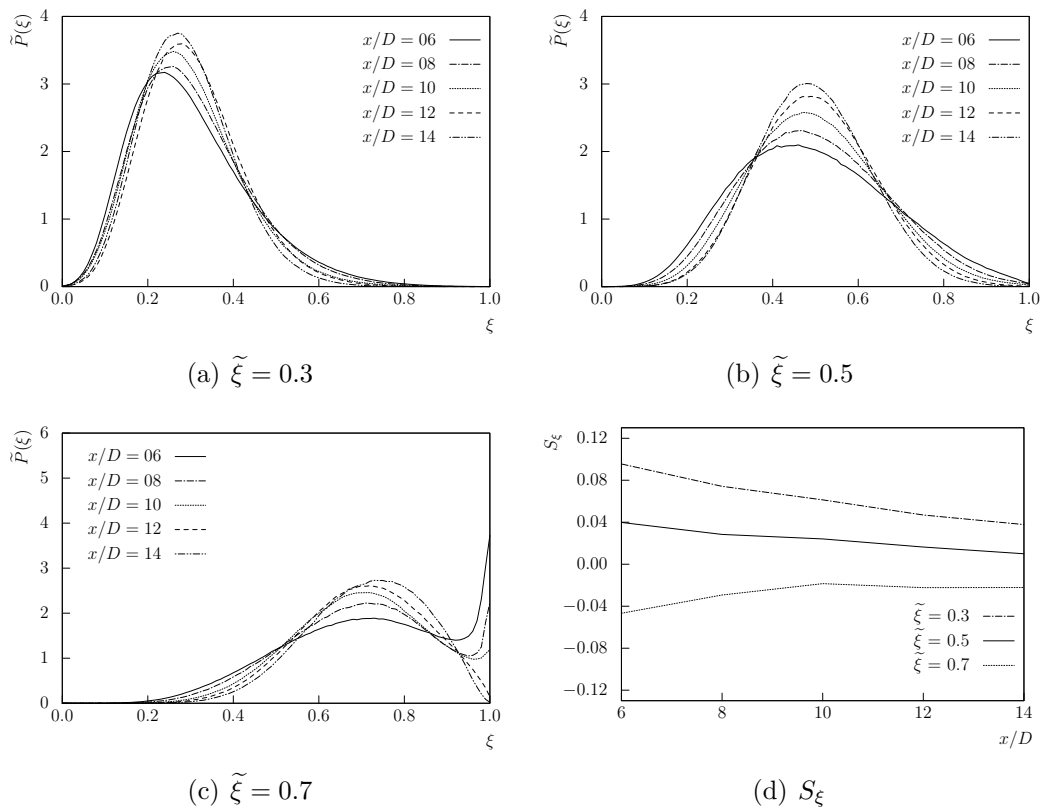 P̃(ξ)
4
3
2
1
0
0.0 0.2 0.4 0.6 0.8 1.0
ξ
x/D = 06
x/D = 08
x/D = 10
x/D = 12
x/D = 14
(a) ξ̃ = 0.3
P̃(ξ)
4
3
2
1
0
0.0 0.2 0.4 0.6 0.8 1.0
ξ
x/D = 06
x/D = 08
x/D = 10
x/D = 12
x/D = 14
(b) ξ̃ = 0.5
P̃(ξ)
6
5
4
3
2
1
0
0.0 0.2 0.4 0.6 0.8 1.0
ξ
x/D = 06
x/D = 08
x/D = 10
x/D = 12
x/D = 14
(c) ξ̃ = 0.7
S_ξ
0.12
0.08
0.04
0.00
−0.04
−0.08
−0.12
6 8 10 12 14
x/D
ξ̃ = 0.3
ξ̃ = 0.5
ξ̃ = 0.7
(d) S_ξ